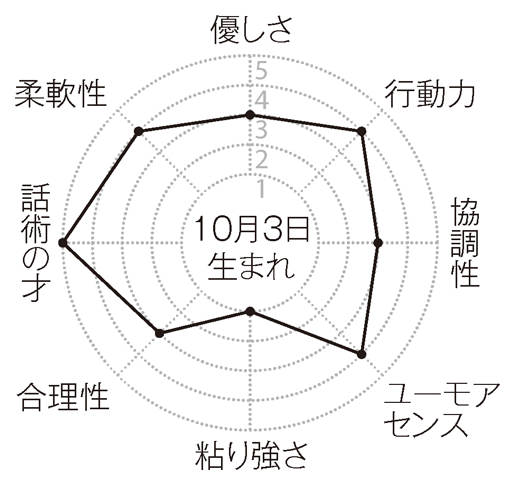 優しさ
行動力
柔軟性
5
4
3
2
1
話術の才
10月3日
生まれ
協調性
合理性
ユーモア
センス
粘り強さ